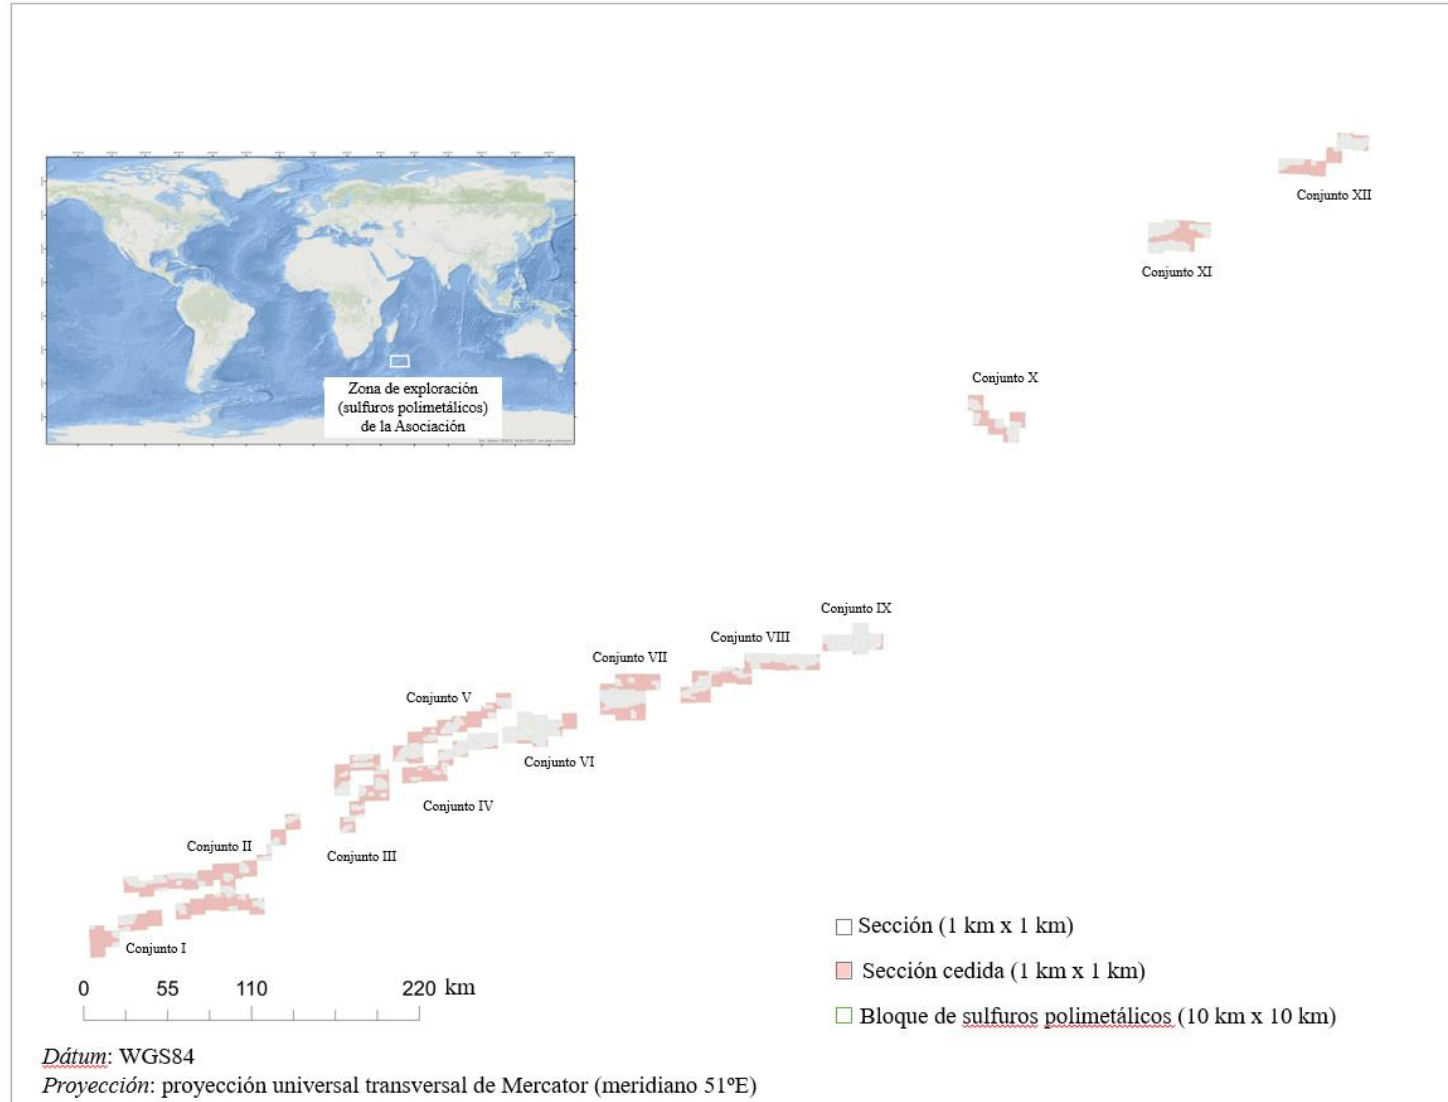 Conjunto XII
Conjunto XI
Zona de exploración
(sulfuros polimetálicos)
de la Asociación
Conjunto X
Conjunto IX
Conjunto VIII
Conjunto VII
Conjunto V
Conjunto VI
Conjunto IV
Conjunto II
Conjunto III
Conjunto I
Sección (1 km x 1 km)
Sección cedida (1 km x 1 km)
Bloque de sulfuros polimetálicos (10 km x 10 km)
0 55 110 220 km
Dátum: WGS84
Proyección: proyección universal transversal de Mercator (meridiano 51ºE)